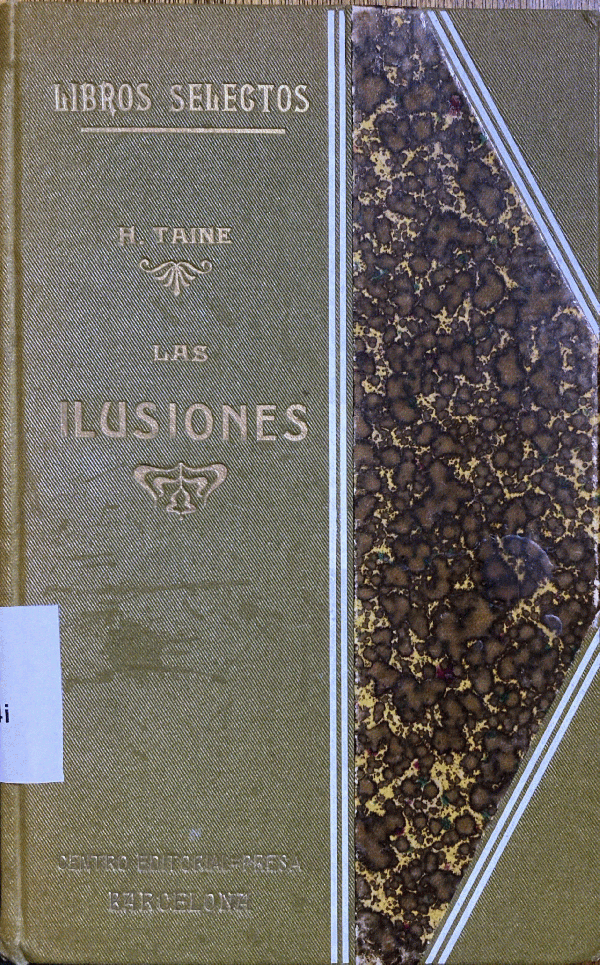 LIBROS SELECTOS
H. TAINE
LAS
ILUSIONES
CENTRO EDITORIAL=PRESA
BARCELONA